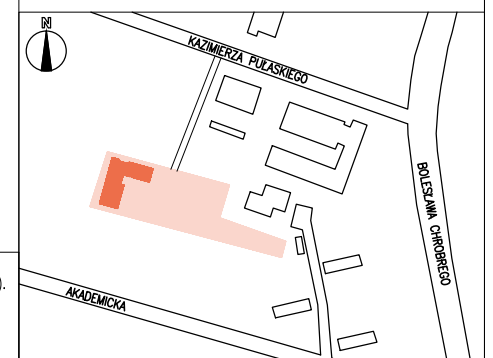 N
KAZIMIERZA PUŁASKIEGO
BOLESŁAWA CHROBREGO
).
AKADEMICKA